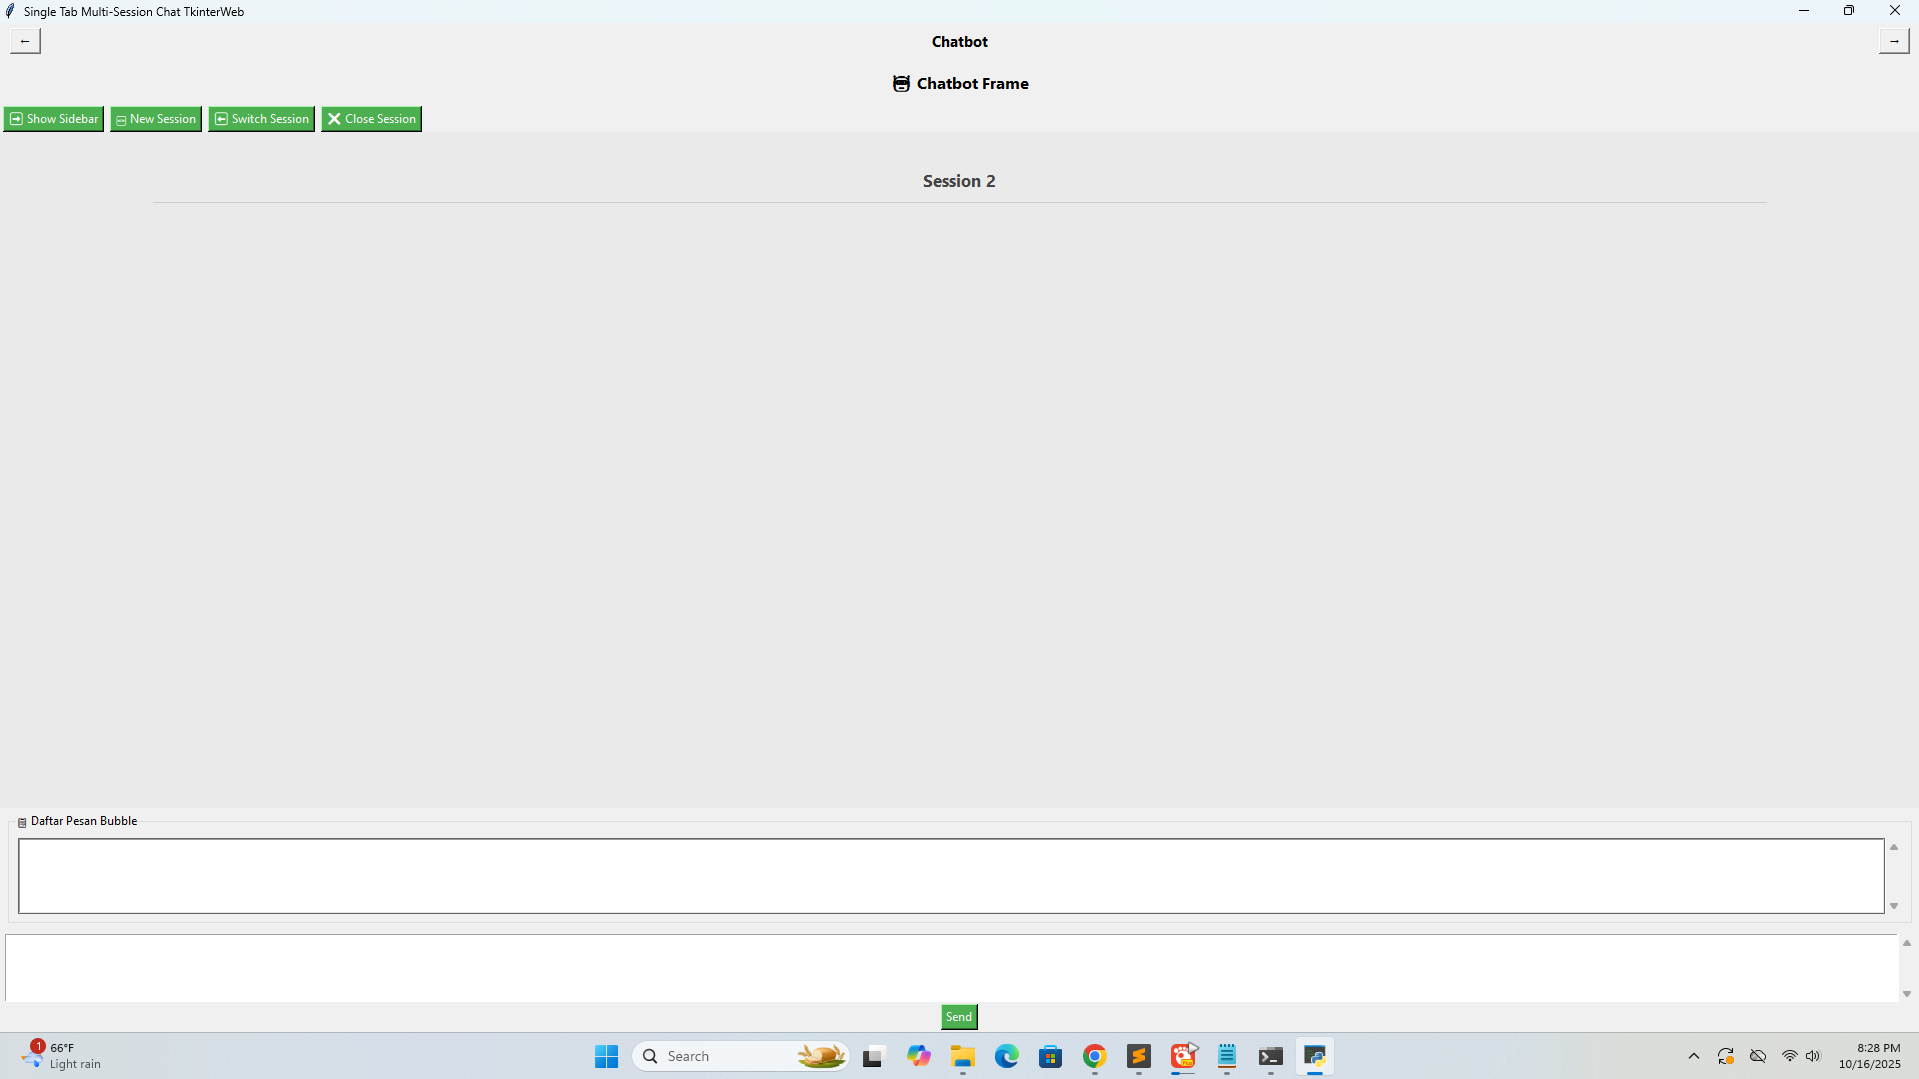 Single Tab Multi-Session Chat TkinterWeb
←
Chatbot
→
Chatbot Frame
Show Sidebar
New Session
Switch Session
Close Session
Session 2
Daftar Pesan Bubble
Send
1
66°F
Light rain
Search
8:28 PM
10/16/2025